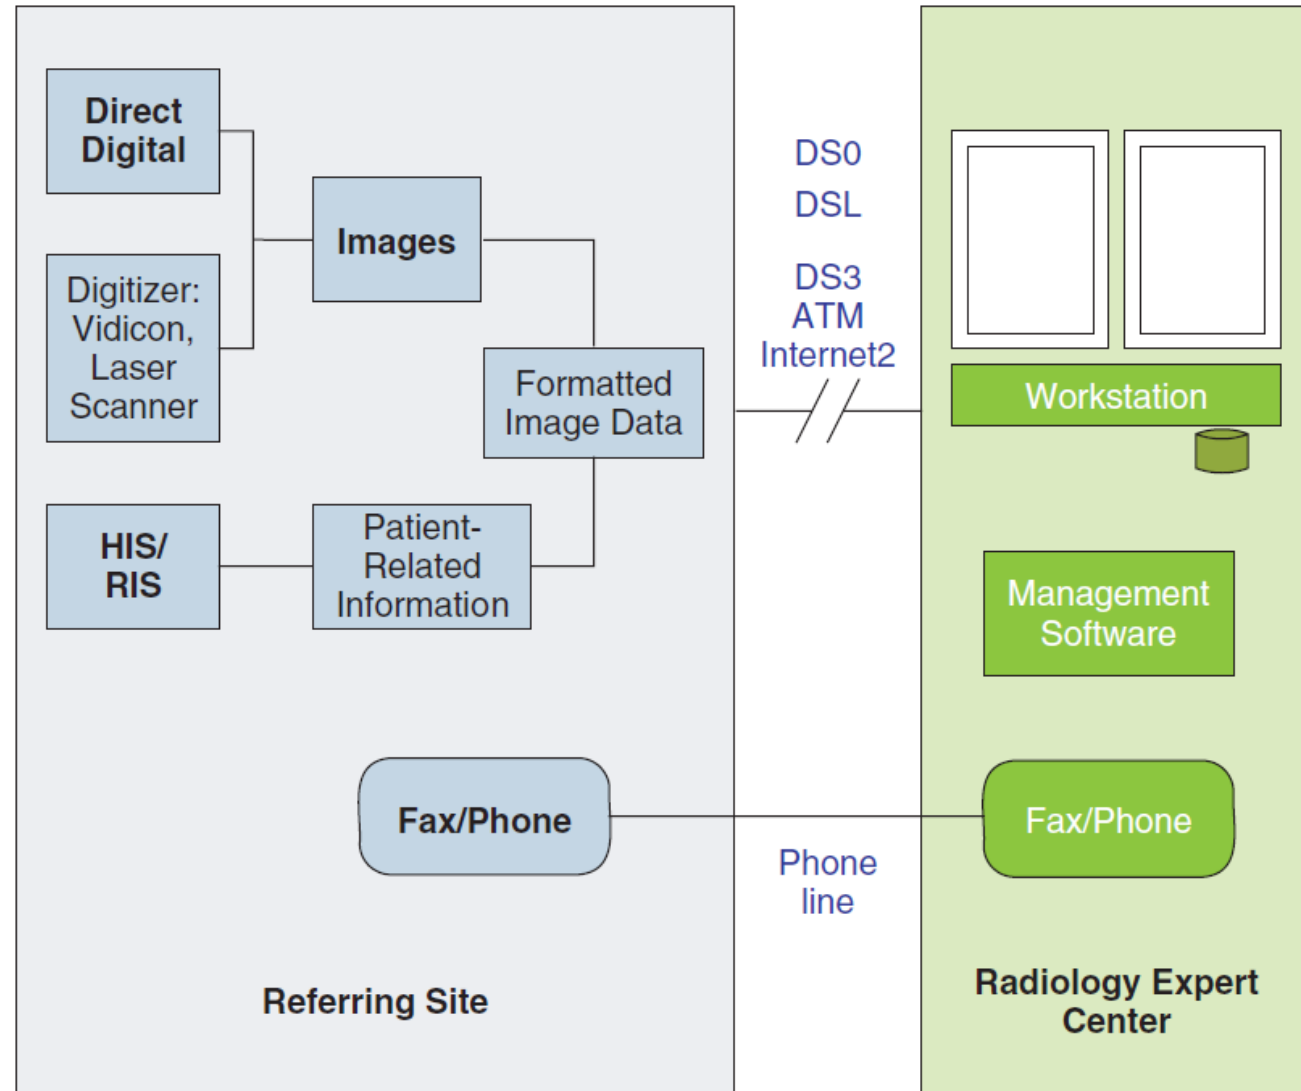 Direct
Digital
Digitizer:
Vidicon,
Laser
Scanner
HIS/
RIS
Images
Patient-
Related
Information
Formatted
Image Data
Fax/Phone
Referring Site
DS0
DSL
DS3
ATM
Internet2
Phone
line
Workstation
Management
Software
Fax/Phone
Radiology Expert
Center